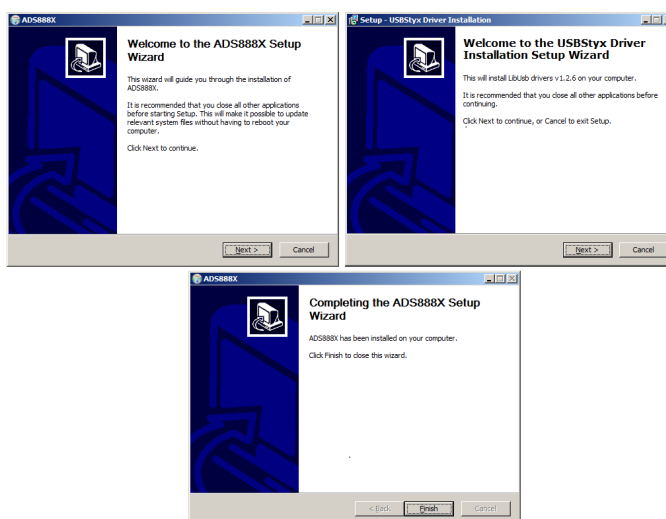 ADS888X
Welcome to the ADS888X Setup
Wizard
This wizard will guide you through the installation of
ADS888X.
It is recommended that you close all other applications
before starting Setup. This will make it possible to update
relevant system files without having to reboot your
computer.
Click Next to continue.
Next >
Cancel
Setup - USBStyx Driver Installation
Welcome to the USBStyx Driver
Installation Setup Wizard
This will install LibUsb drivers v1.2.6 on your computer.
It is recommended that you close all other applications before
continuing.
Click Next to continue, or Cancel to exit Setup.
Next >
Cancel
ADS888X
Completing the ADS888X Setup
Wizard
ADS888X has been installed on your computer.
Click Finish to close this wizard.
< Back
Finish
Cancel